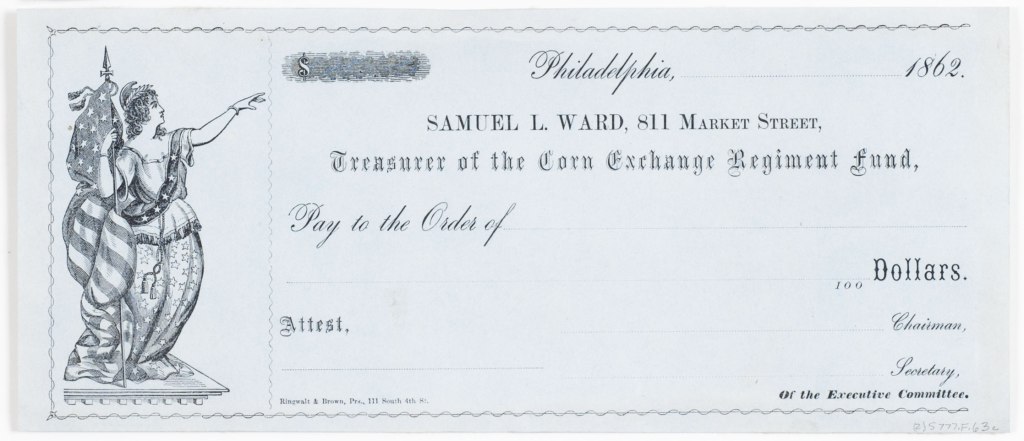 $
Philadelphia, 1862.
SAMUEL L. WARD, 811 MARKET STREET,
Treasurer of the Corn Exchange Regiment Fund,
Pay to the Order of
100 Dollars.
Attest, Chairman,
Secretary,
Ringwalt & Brown, Prs., 111 South 4th St.
Of the Executive Committee.